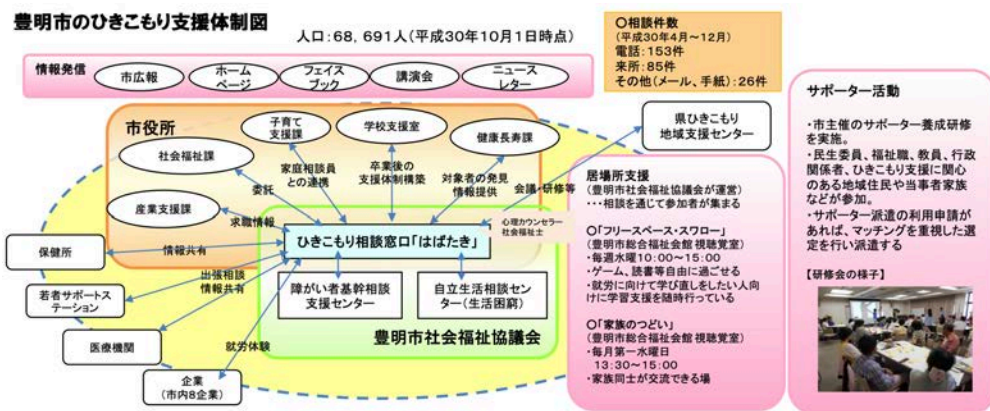 豊明市のひきこもり支援体制図
人口:68,691人(平成30年10月1日時点)
〇相談件数
(平成30年4月~12月)
電話:153件
来所:85件
その他(メール、手紙):26件
情報発信
市広報
ホーム
ページ
フェイス
ブック
講演会
ニュース
レター
市役所
社会福祉課
子育て
支援課
学校支援室
健康長寿課
産業支援課
県ひきこもり
地域支援センター
委託
家庭相談員
との連携
卒業後の
支援体制構築
対象者の発見
情報提供
会議・研修等
求職情報
心理カウンセラー
社会福祉士
ひきこもり相談窓口「はばたき」
保健所
情報共有
出張相談
情報共有
若者サポートス
テーション
医療機関
就労体験
企業
(市内8企業)
障がい者基幹相談
支援センター
自立生活相談セン
ター(生活困窮)
豊明市社会福祉協議会
居場所支援
(豊明市社会福祉協議会が運営)
・・・相談を通じて参加者が集まる
〇「フリースペース・スワロー」
(豊明市総合福祉会館 視聴覚室)
・毎週水曜10:00~15:00
・ゲーム、読書等自由に過ごせる
・就労に向けて学び直しをしたい人向
けに学習支援を随時行っている
〇「家族のつどい」
(豊明市総合福祉会館 視聴覚室)
・毎月第一水曜日
13:30~15:00
・家族同士が交流できる場
サポーター活動
・市主催のサポーター養成研修
を実施。
・民生委員、福祉職、教員、行政
関係者、ひきこもり支援に関心
のある地域住民や当事者家族
などが参加。
・サポーター派遣の利用申請
があれば、マッチングを重視した選
定を行い派遣する
【研修会の様子】